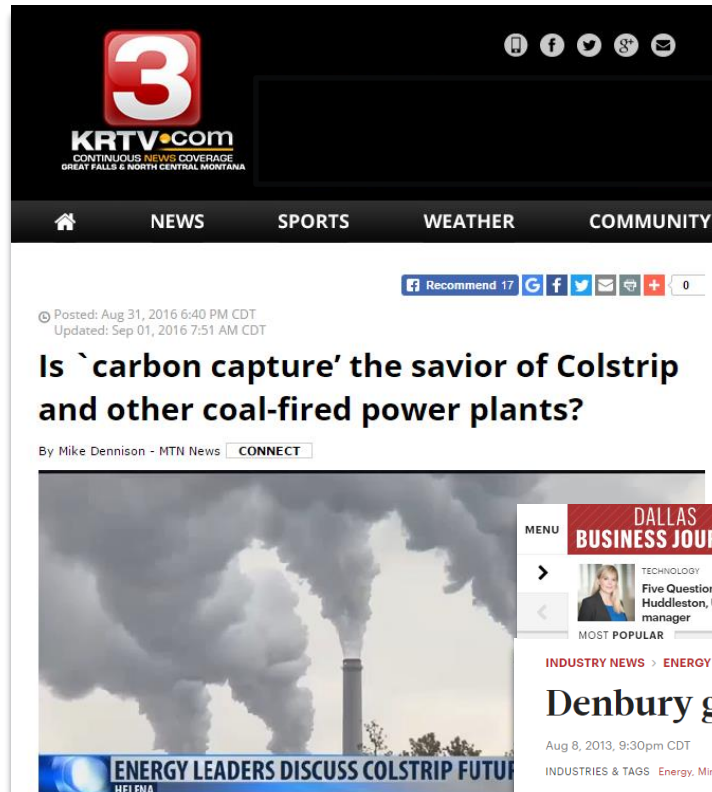 3
KRTV.com
CONTINUOUS NEWS COVERAGE
GREAT FALLS & NORTH CENTRAL MONTANA
NEWS SPORTS WEATHER COMMUNITY
Recommend 17
0
Posted: Aug 31, 2016 6:40 PM CDT
Updated: Sep 01, 2016 7:51 AM CDT
Is `carbon capture’ the savior of Colstrip
and other coal-fired power plants?
By Mike Dennison - MTN News CONNECT
MENU
DALLAS
BUSINESS JOU
TECHNOLOGY
Five Question
Huddleston,
manager
MOST POPULAR
INDUSTRY NEWS > ENERGY
Denbury g
Aug 8, 2013, 9:30pm CDT
INDUSTRIES & TAGS Energy, Mi
ENERGY LEADERS DISCUSS COLSTRIP FUTU
HELENA